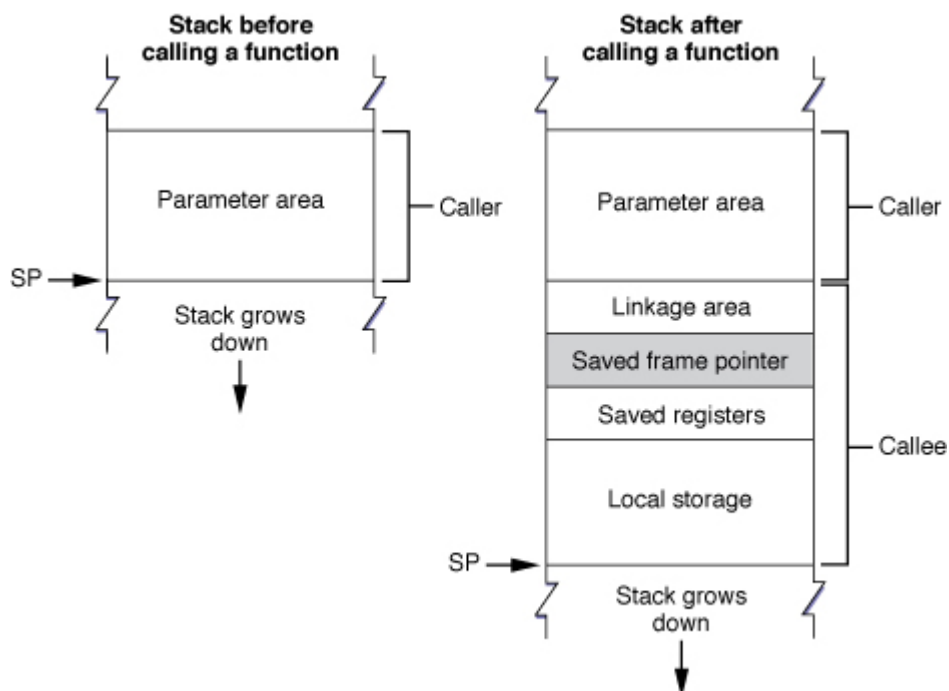 Stack before
calling a function
Parameter area
Caller
SP
Stack grows
down
Stack after
calling a function
Parameter area
Caller
Linkage area
Saved frame pointer
Saved registers
Callee
Local storage
SP
Stack grows
down